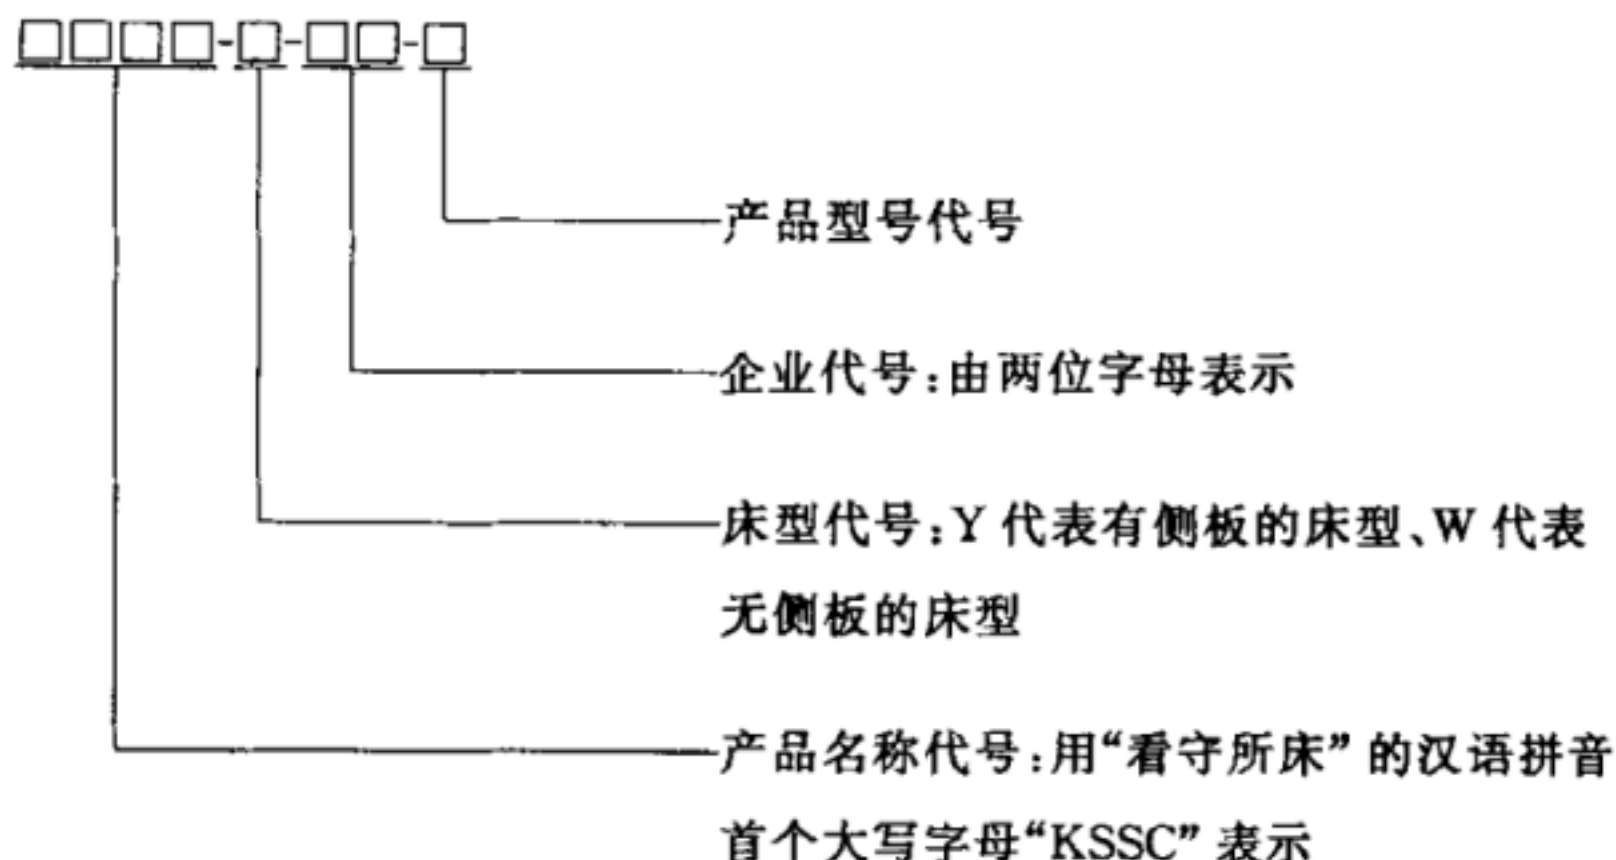 □□□□-□-□□-□
产品型号代号
企业代号:由两位字母表示
床型代号:Y 代表有侧板的床型、W 代表
无侧板的床型
产品名称代号:用“看守所床”的汉语拼音
首个大写字母“KSSC”表示